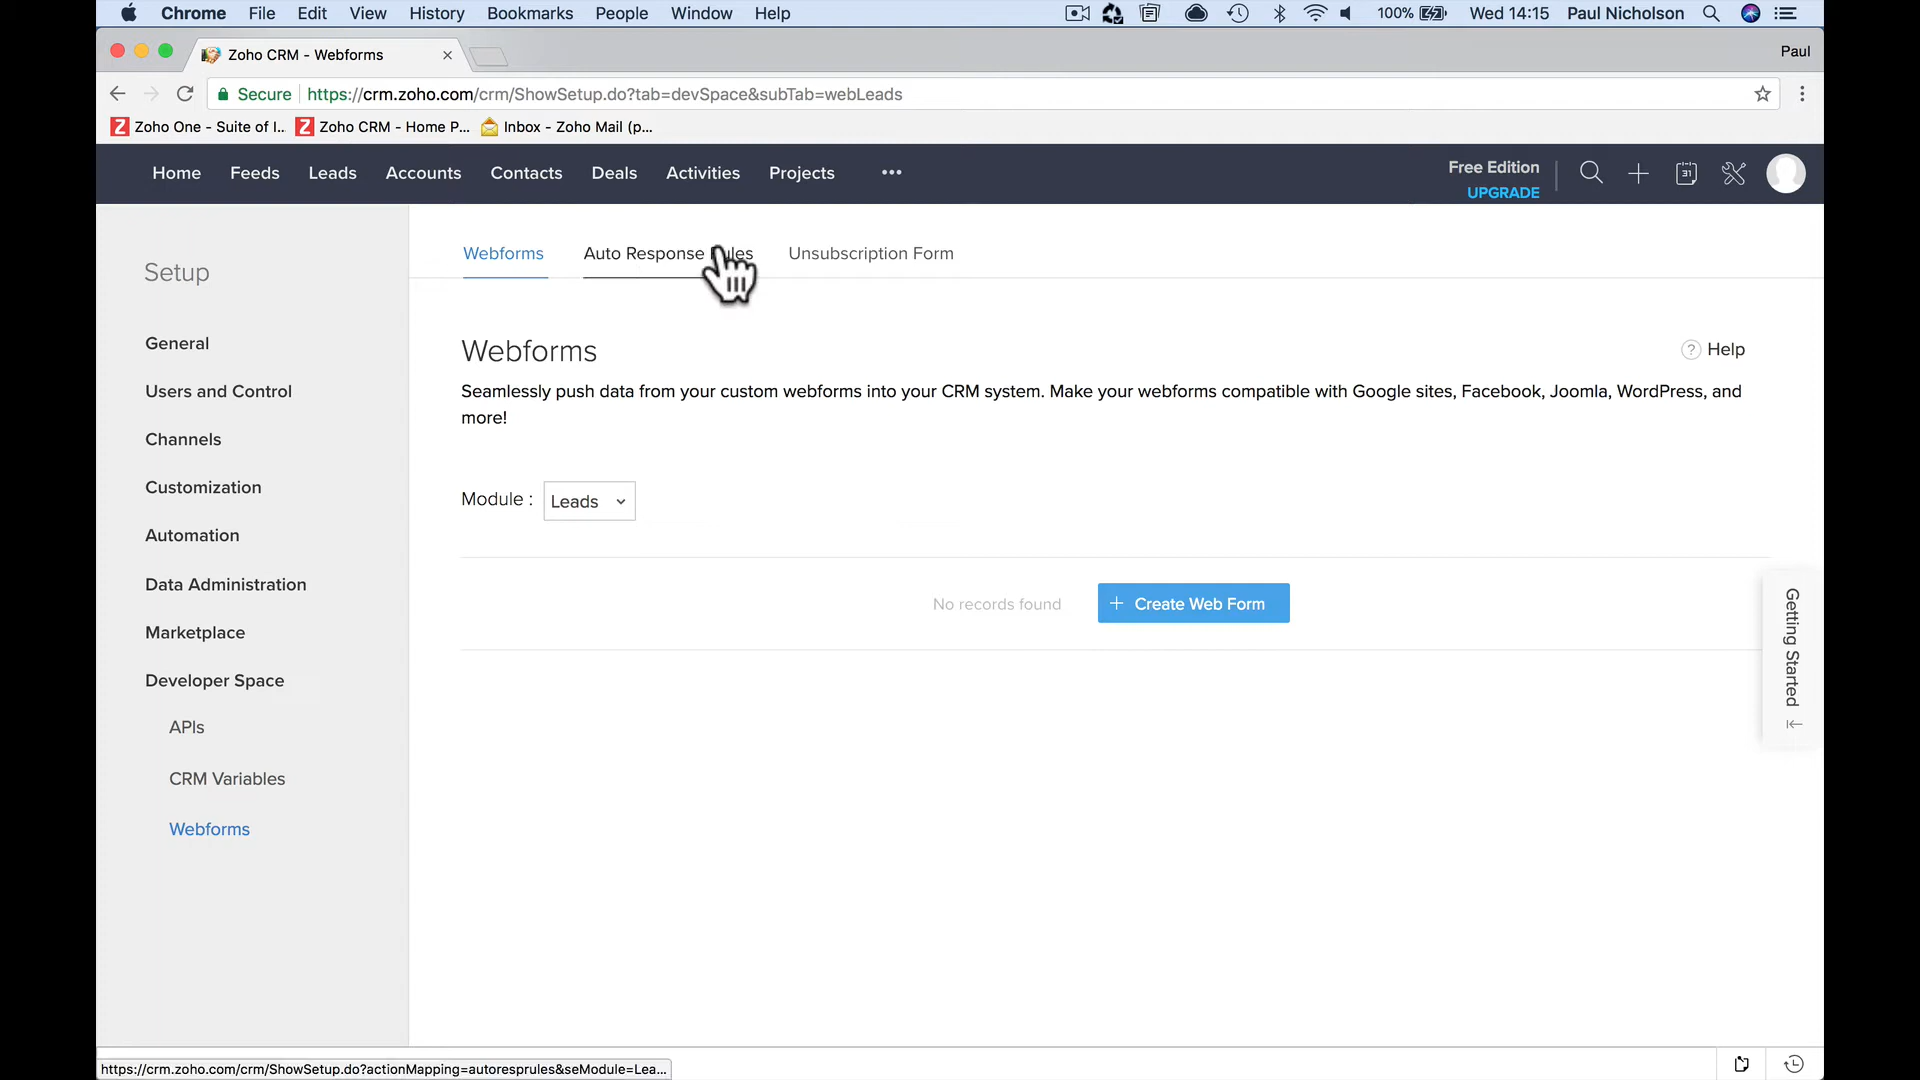 Chrome File Edit View History Bookmarks People Window Help 100% Wed 14:15 Paul Nicholson
Zoho CRM - Webforms Paul
Secure https://crm.zoho.com/crm/ShowSetup.do?tab=devSpace&subTab=webLeads
Zoho One - Suite of I... Zoho CRM - Home P... Inbox - Zoho Mail (p...
Home Feeds Leads Accounts Contacts Deals Activities Projects ••• Free Edition 31
UPGRADE
Webforms Auto Response Rules Unsubscription Form
Setup
General
Users and Control
Channels
Customization
Automation
Data Administration
Marketplace
Developer Space
APIs
CRM Variables
Webforms
Webforms
? Help
Seamlessly push data from your custom webforms into your CRM system. Make your webforms compatible with Google sites, Facebook, Joomla, WordPress, and
more!
Module : Leads
No records found + Create Web Form
Getting Started
https://crm.zoho.com/crm/ShowSetup.do?actionMapping=autoresprules&seModule=Lea...